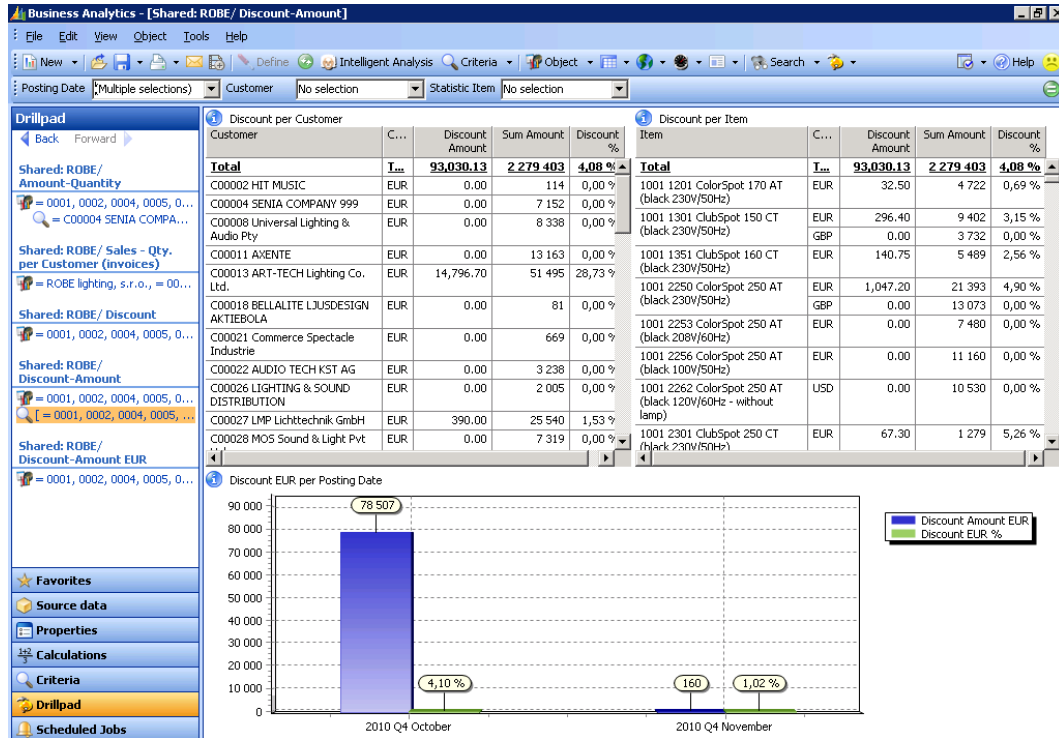 Business Analytics - [Shared: ROBE/ Discount-Amount]
File Edit View Object Tools Help
New Define Intelligent Analysis Criteria Object Search Help
Posting Date (Multiple selections) Customer No selection Statistic Item No selection
Drillpad
Back Forward
Shared: ROBE/
Amount-Quantity
= 0001, 0002, 0004, 0005, 0...
= C00004 SENIA COMPA...
Shared: ROBE/ Sales - Qty.
per Customer (invoices)
= ROBE lighting, s.r.o., = 00...
Shared: ROBE/ Discount
= 0001, 0002, 0004, 0005, 0...
Shared: ROBE/
Discount-Amount
= 0001, 0002, 0004, 0005, 0...
[ = 0001, 0002, 0004, 0005, ...
Shared: ROBE/
Discount-Amount EUR
= 0001, 0002, 0004, 0005, 0...
Favorites
Source data
Properties
Calculations
Criteria
Drillpad
Scheduled Jobs
Discount per Customer
Customer C... Discount Amount Sum Amount Discount %
Total T... 93,030.13 2 279 403 4,08 %
C00002 HIT MUSIC EUR 0.00 114 0,00 %
C00004 SENIA COMPANY 999 EUR 0.00 7 152 0,00 %
C00008 Universal Lighting & EUR 0.00 8 338 0,00 %
Audio Pty
C00011 AXENTE EUR 0.00 13 163 0,00 %
C00013 ART-TECH Lighting Co. EUR 14,796.70 51 495 28,73 %
Ltd.
C00018 BELLALITE LJUSDESIGN EUR 0.00 81 0,00 %
AKTIEBOLA
C00021 Commerce Spectacle EUR 0.00 669 0,00 %
Industrie
C00022 AUDIO TECH KST AG EUR 0.00 3 238 0,00 %
C00026 LIGHTING & SOUND EUR 0.00 2 005 0,00 %
DISTRIBUTION
C00027 LMP Lichttechnik GmbH EUR 390.00 25 540 1,53 %
C00028 MOS Sound & Light Pvt EUR 0.00 7 319 0,00 %
Discount per Item
Item C... Discount Amount Sum Amount Discount %
Total T... 93,030.13 2 279 403 4,08 %
1001 1201 ColorSpot 170 AT EUR 32.50 4 722 0,69 %
(black 230V/50Hz)
1001 1301 ClubSpot 150 CT EUR 296.40 9 402 3,15 %
(black 230V/50Hz) GBP 0.00 3 732 0,00 %
1001 1351 ClubSpot 160 CT EUR 140.75 5 489 2,56 %
(black 230V/50Hz)
1001 2250 ColorSpot 250 AT EUR 1,047.20 21 393 4,90 %
(black 230V/50Hz) GBP 0.00 13 073 0,00 %
1001 2253 ColorSpot 250 AT EUR 0.00 7 480 0,00 %
(black 208V/60Hz)
1001 2256 ColorSpot 250 AT EUR 0.00 11 160 0,00 %
(black 100V/50Hz)
1001 2262 ColorSpot 250 AT USD 0.00 10 530 0,00 %
(black 120V/60Hz - without
lamp)
1001 2301 ClubSpot 250 CT EUR 67.30 1 279 5,26 %
(black 230V/50Hz)
Discount EUR per Posting Date
90 000
80 000
70 000
60 000
50 000
40 000
30 000
20 000
10 000
0
78 507
4,10 %
160
1,02 %
2010 Q4 October
2010 Q4 November
Discount Amount EUR
Discount EUR %